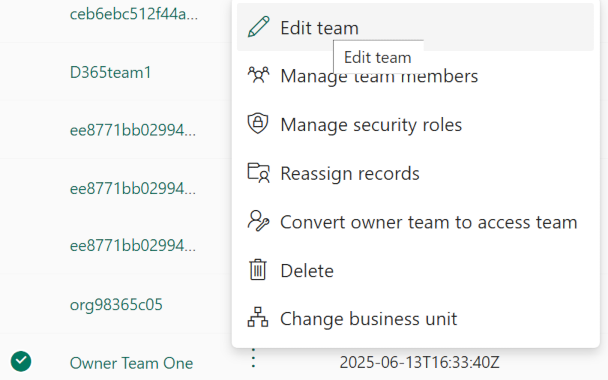 ceb6ebc512f44a...
Edit team
Edit team
D365team1
Manage team members
ee8771bb02994...
Manage security roles
Reassign records
ee8771bb02994...
Convert owner team to access team
ee8771bb02994...
Delete
org98365c05
Change business unit
Owner Team One
2025-06-13T16:33:40Z